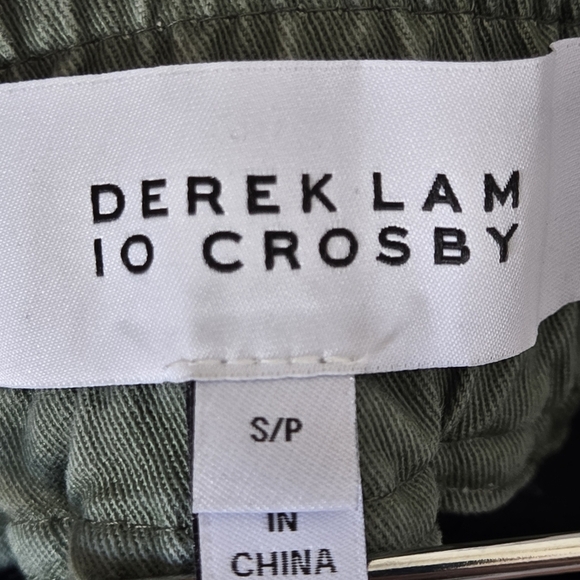 DEREK LAM
10 CROSBY
S/P
IN
CHINA